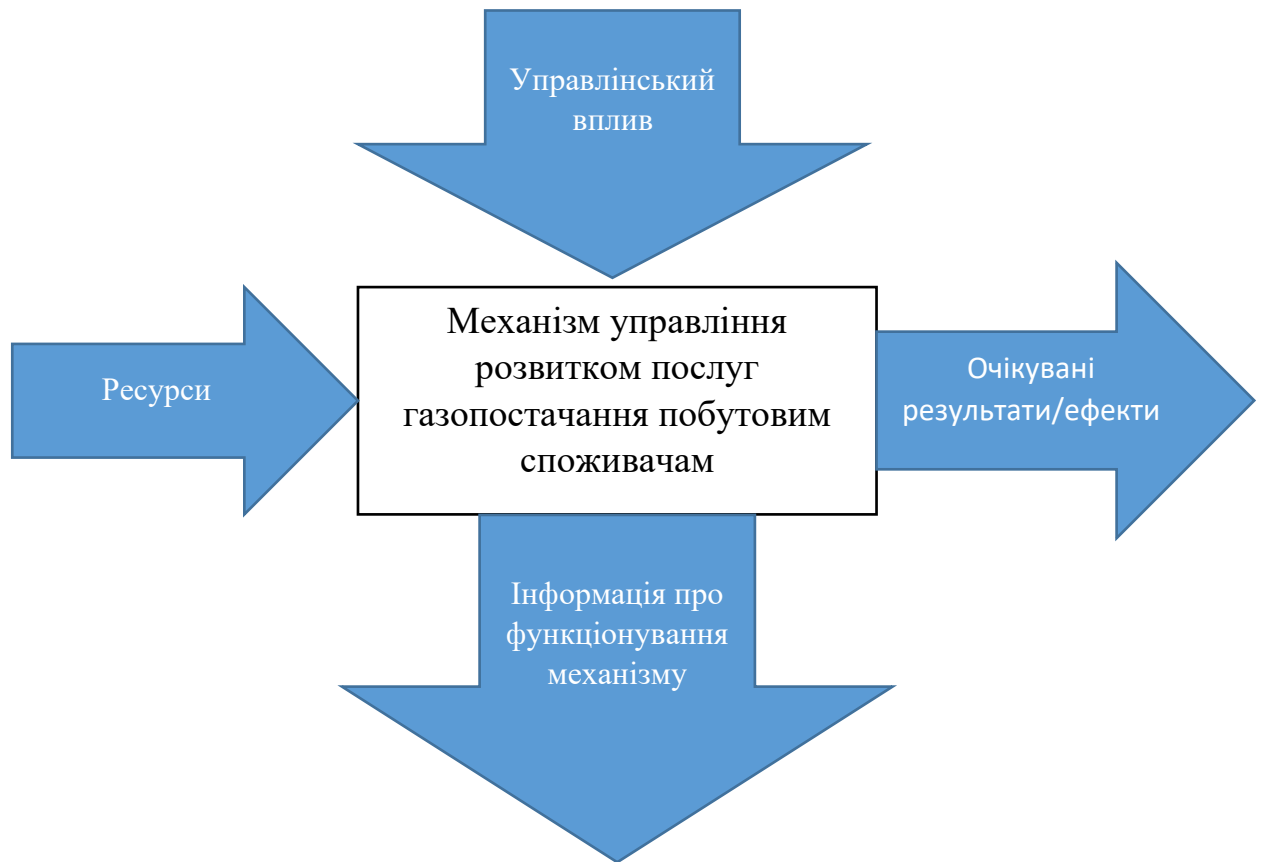 Управлінський
вплив
Ресурси
Механізм управління
розвитком послуг
газопостачання побутовим
споживачам
Очікувані
результати/ефекти
Інформація про
функціонування
механізму